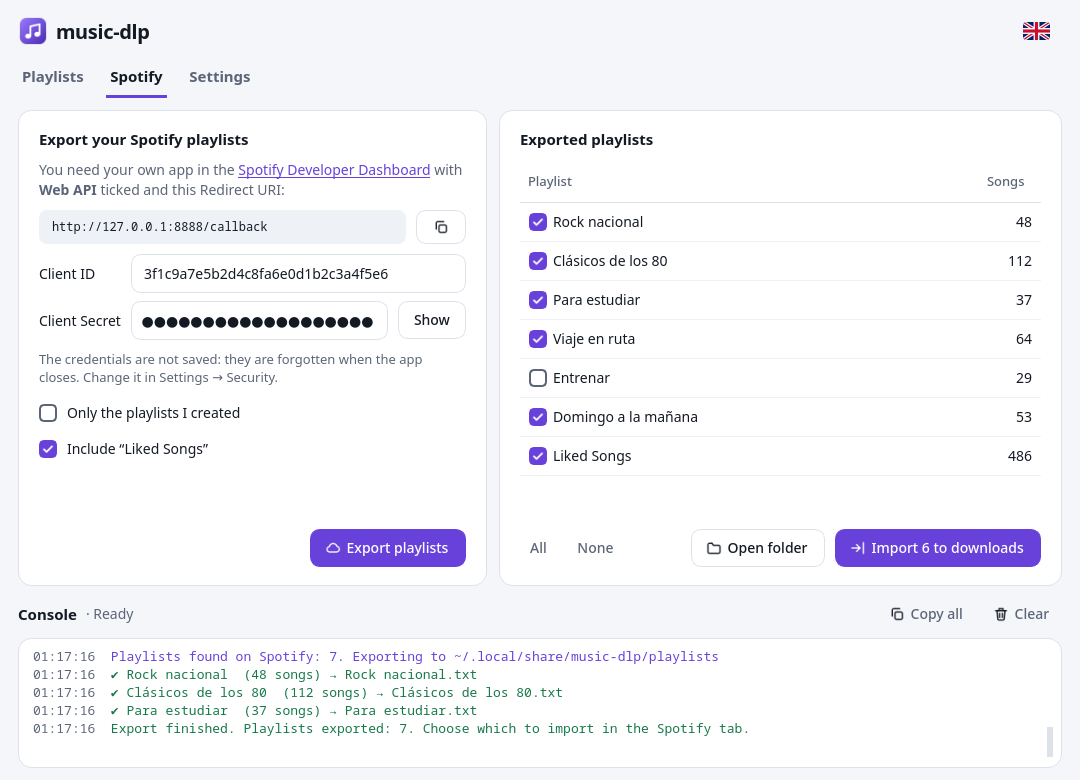 music-dlp
Playlists
Spotify
Settings
Export your Spotify playlists
You need your own app in the Spotify Developer Dashboard with
Web API ticked and this Redirect URI:
http://127.0.0.1:8888/callback
Client ID
3f1c9a7e5b2d4c8fa6e0d1b2c3a4f5e6
Client Secret
●●●●●●●●●●●●●●●●●●●
Show
The credentials are not saved: they are forgotten when the app
closes. Change it in Settings → Security.
Only the playlists I created
Include “Liked Songs”
Export playlists
Exported playlists
Playlist Songs
Rock nacional 48
Clásicos de los 80 112
Para estudiar 37
Viaje en ruta 64
Entrenar 29
Domingo a la mañana 53
Liked Songs 486
All
None
Open folder
Import 6 to downloads
Console · Ready
Copy all
Clear
01:17:16 Playlists found on Spotify: 7. Exporting to ~/.local/share/music-dlp/playlists
01:17:16 ✔ Rock nacional (48 songs) → Rock nacional.txt
01:17:16 ✔ Clásicos de los 80 (112 songs) → Clásicos de los 80.txt
01:17:16 ✔ Para estudiar (37 songs) → Para estudiar.txt
01:17:16 Export finished. Playlists exported: 7. Choose which to import in the Spotify tab.